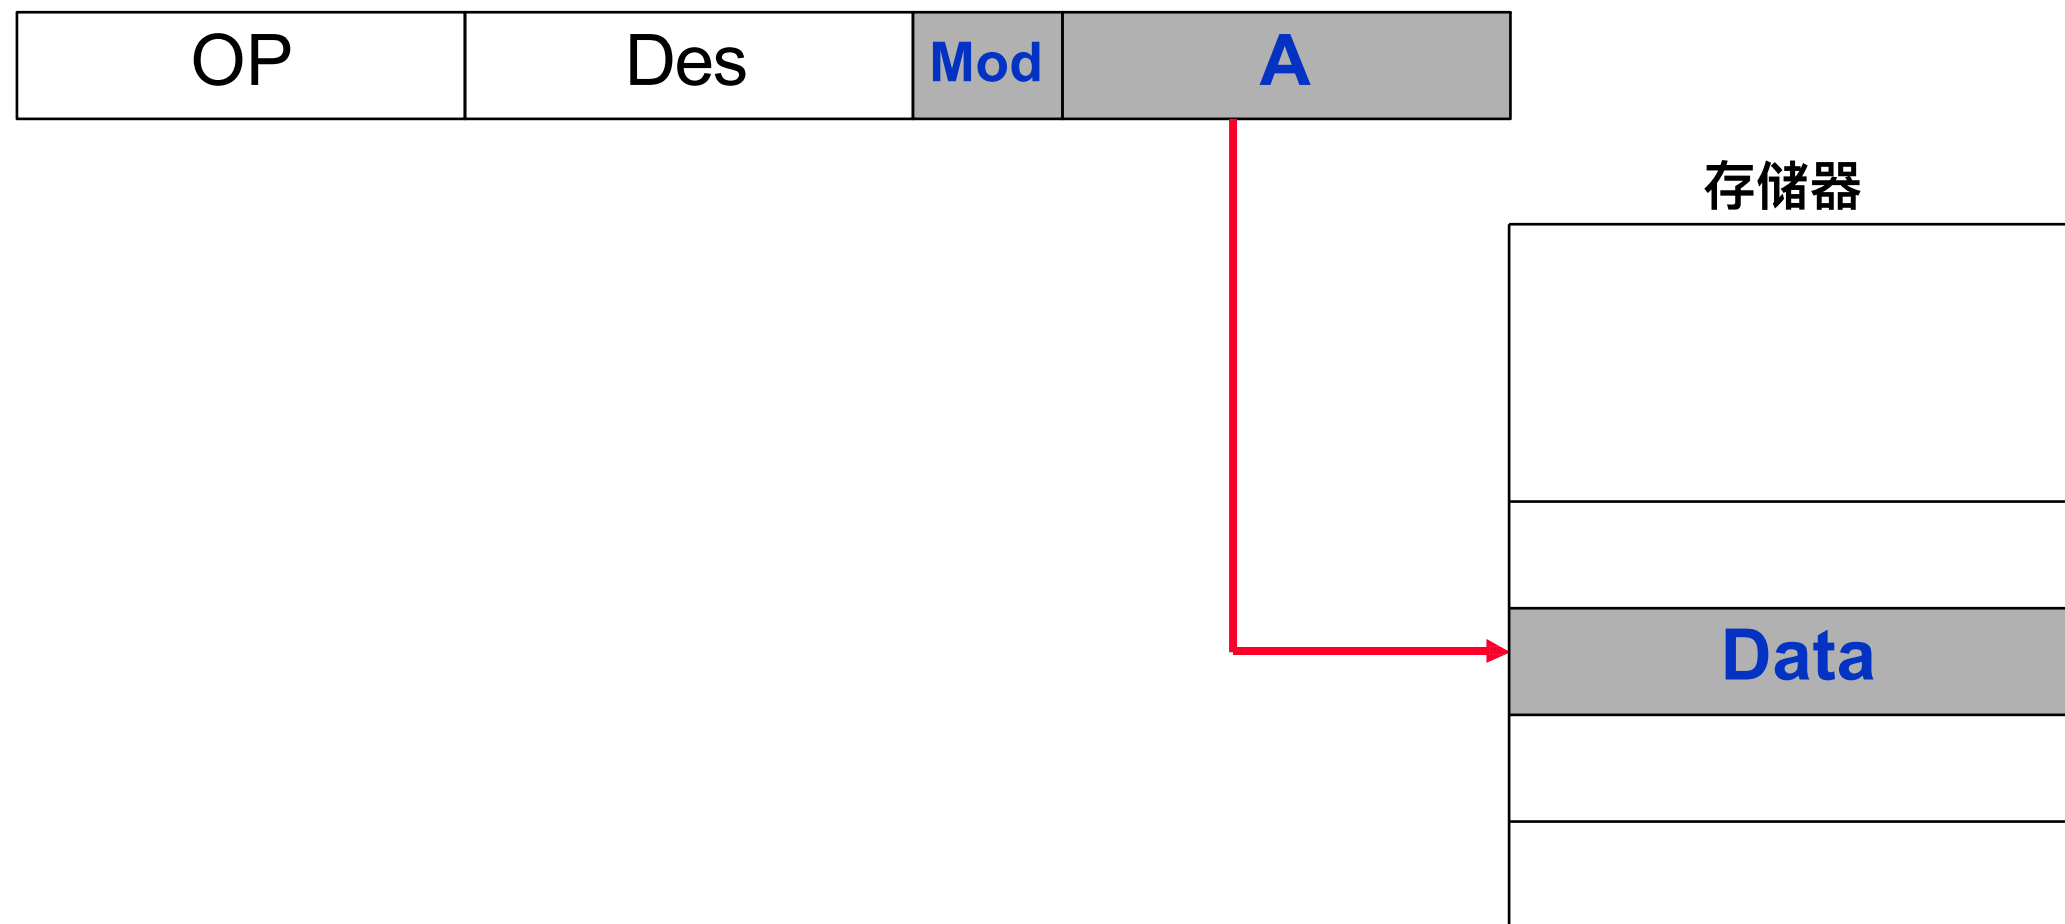 OP Des Mod A
存储器
Data